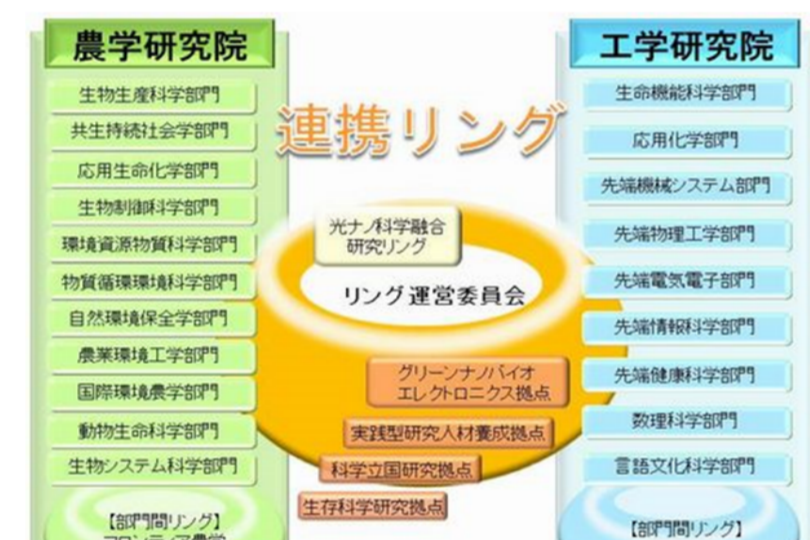 農学研究院
生物生産科学部門
共生持続社会学部門
応用生命化学部門
生物制御科学部門
環境資源物質科学部門
物質循環環境科学部門
自然環境保全学部門
農業環境工学部門
国際環境農学部門
動物生命科学部門
生物システム科学部門
【部門間リング】
連携リング
光ナノ科学融合
研究リング
リング運営委員会
グリーンナノバイオ
エレクトロニクス拠点
実践型研究人材養成拠点
科学立国研究拠点
生存科学研究拠点
工学研究院
生命機能科学部門
応用化学部門
先端機械システム部門
先端物理工学部門
先端電気電子部門
先端情報科学部門
先端健康科学部門
数理科学部門
言語文化科学部門
【部門間リング】